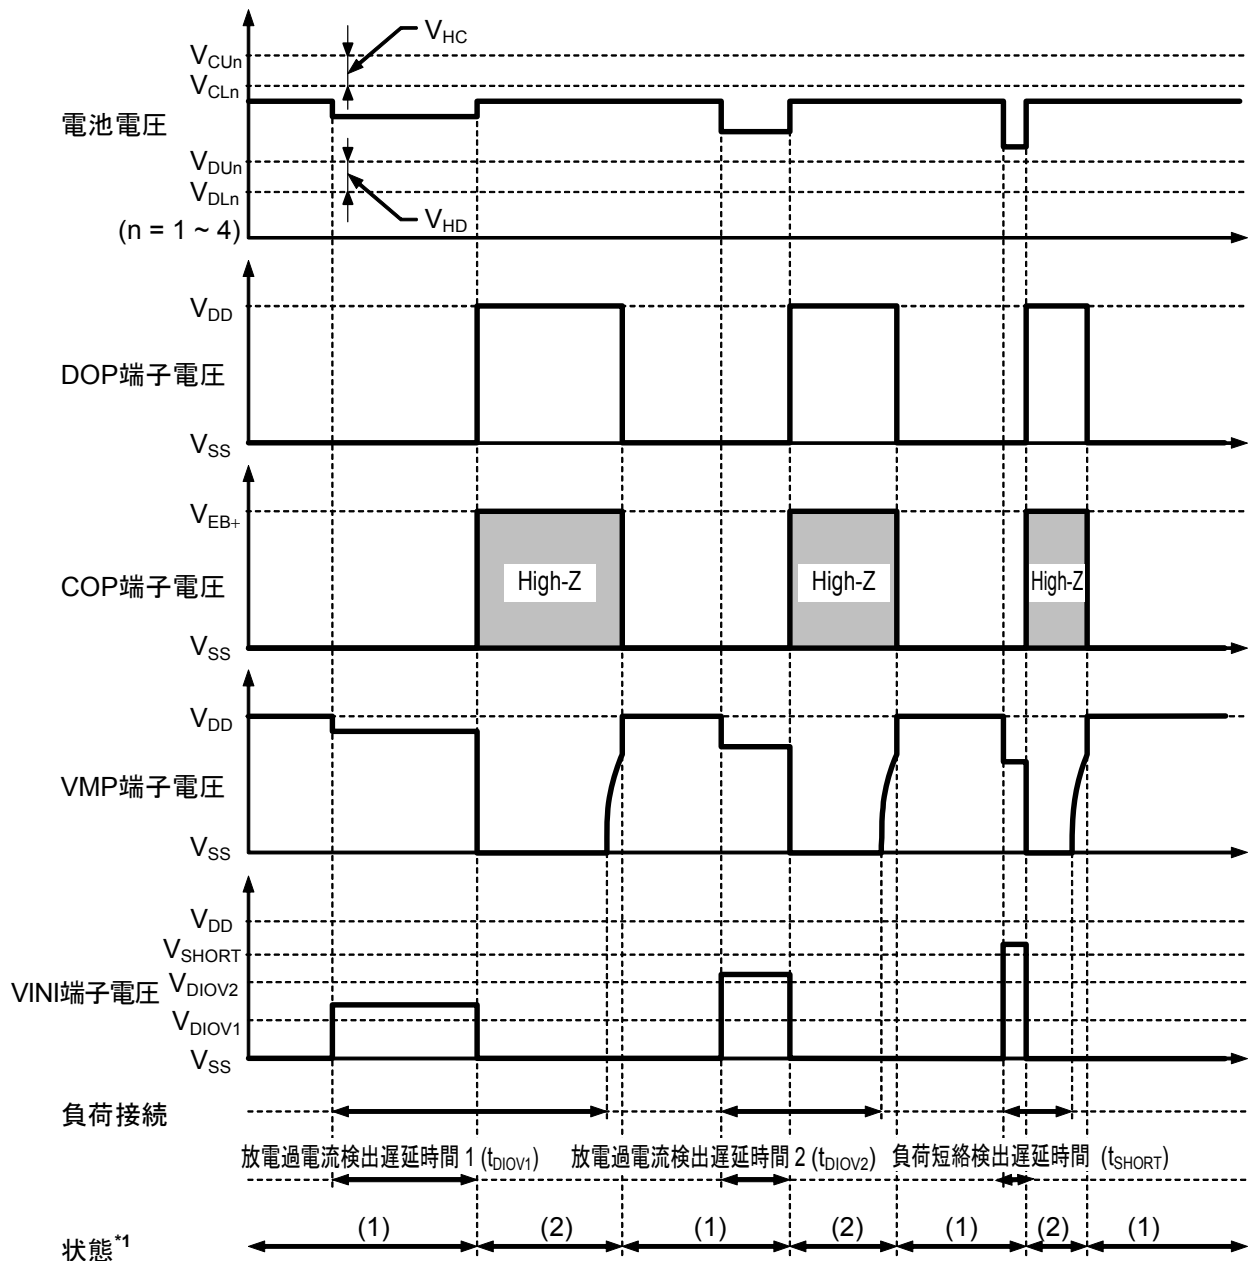 V_HC
V_CUn
V_CLn
電池電圧
V_DUn
V_DLn
V_HD
(n = 1 ~ 4)
V_DD
DOP端子電圧
V_SS
V_EB+
High-Z High-Z High-Z
COP端子電圧
V_SS
V_DD
VMP端子電圧
V_SS
V_DD
V_SHORT
VINI端子電圧 V_DIOV2
V_DIOV1
V_SS
負荷接続
放電過電流検出遅延時間 1 (t_DIOV1) 放電過電流検出遅延時間 2 (t_DIOV2) 負荷短絡検出遅延時間 (t_SHORT)
状態*1 (1) (2) (1) (2) (1) (2) (1)